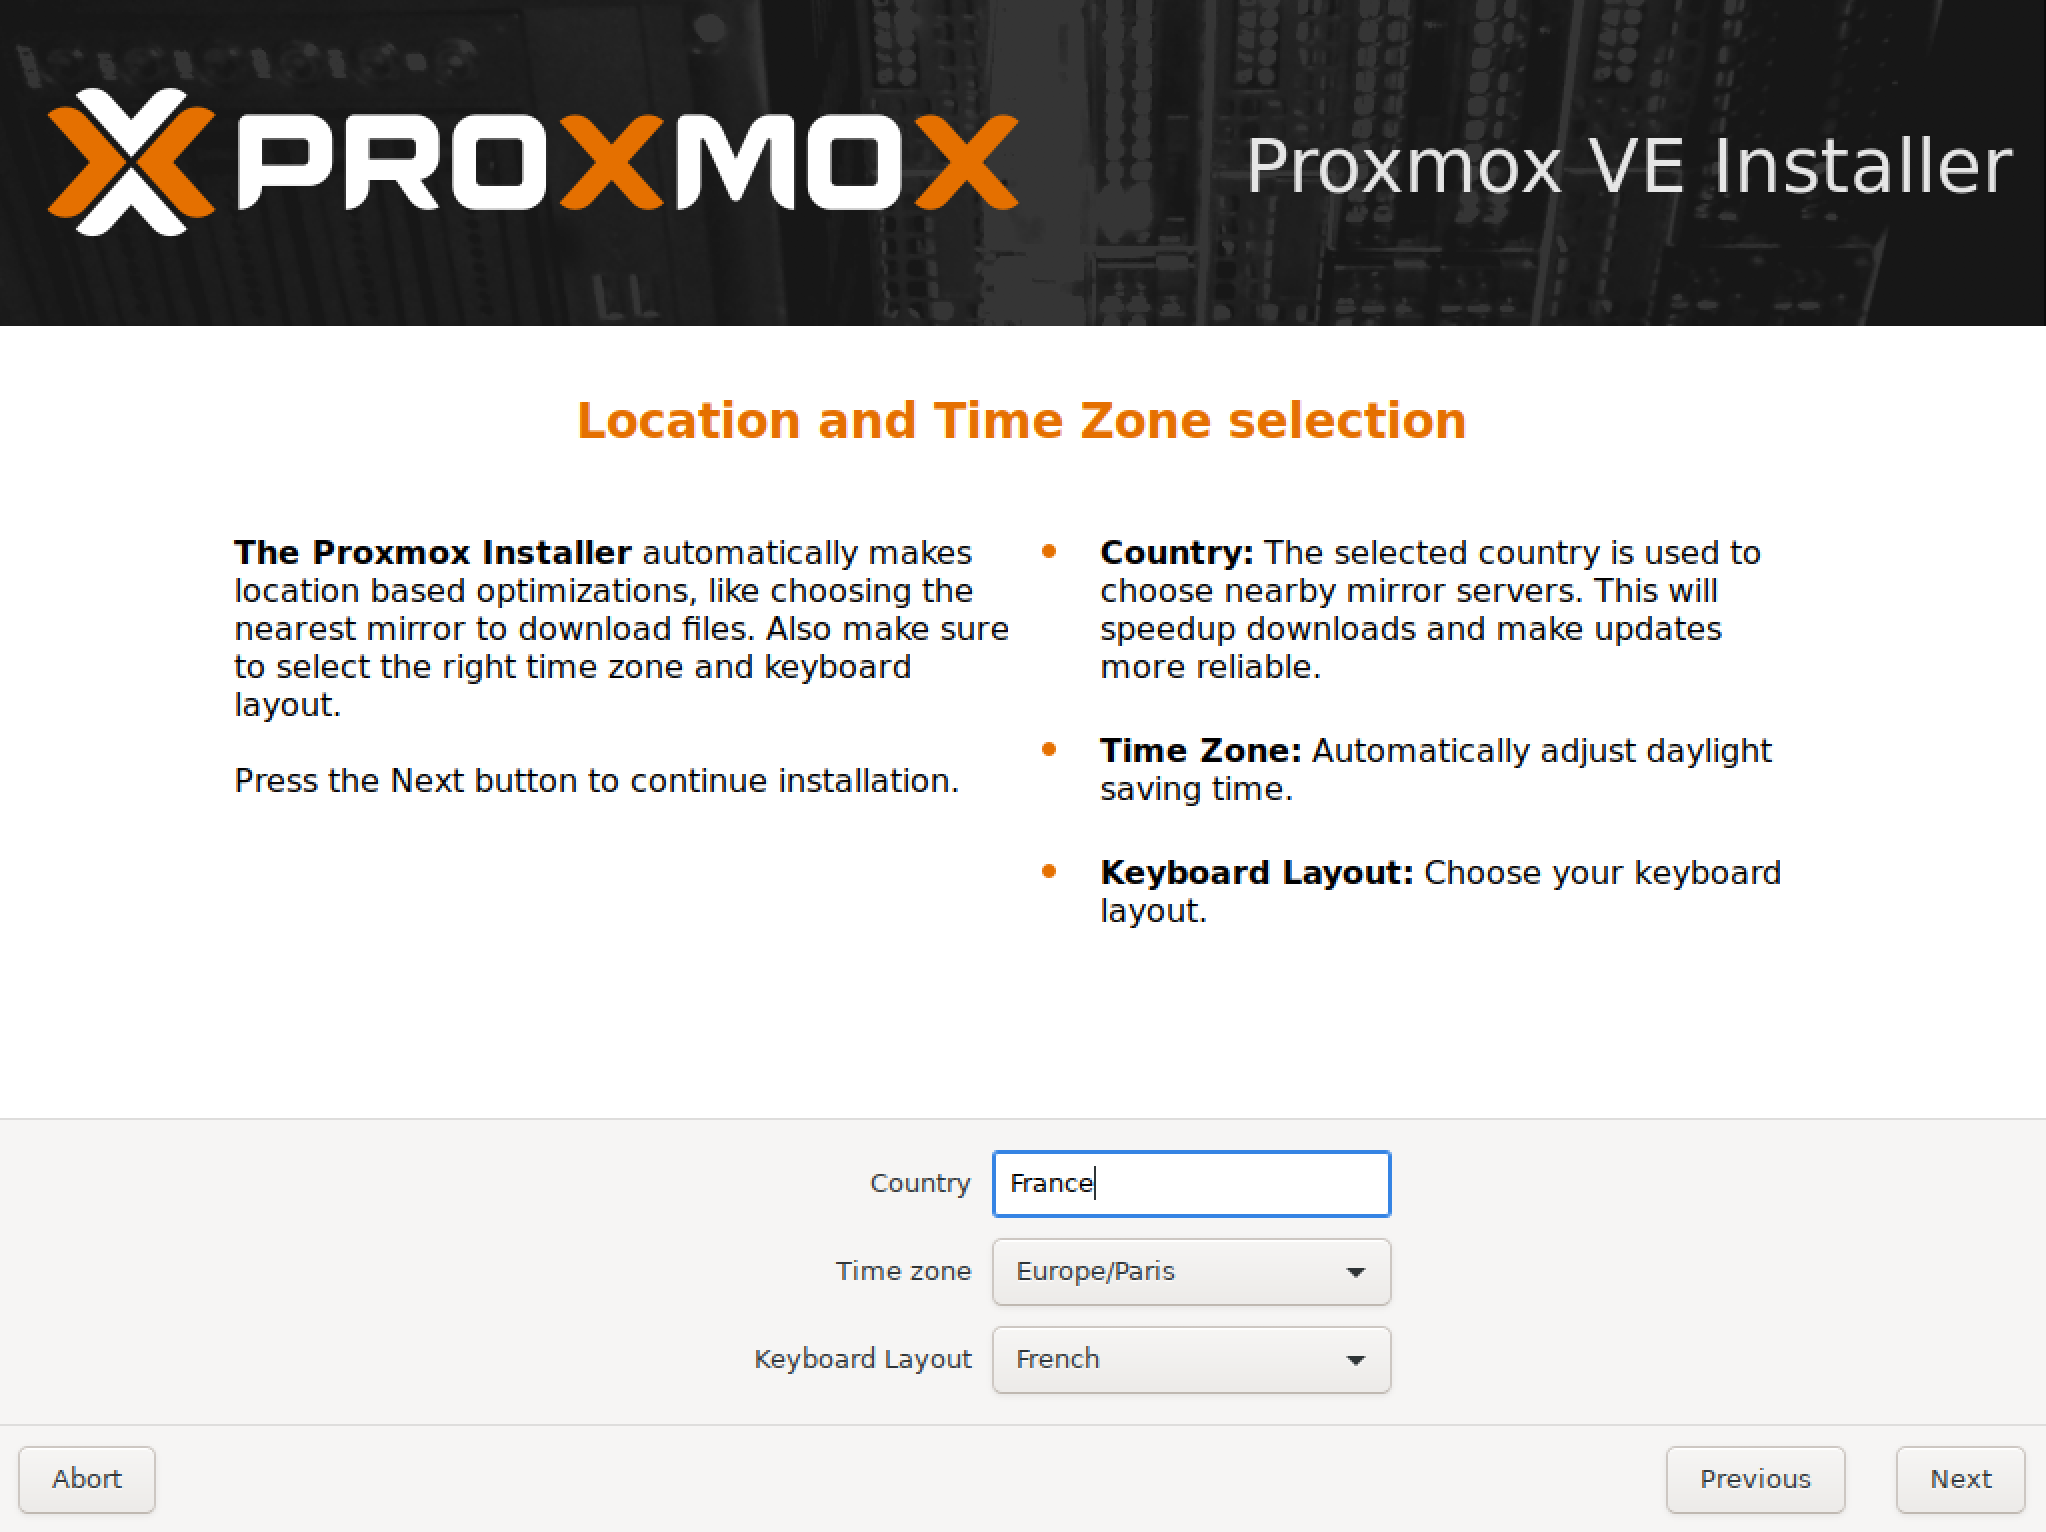 PROXMOX
Proxmox VE Installer
Location and Time Zone selection
The Proxmox Installer automatically makes
location based optimizations, like choosing the
nearest mirror to download files. Also make sure
to select the right time zone and keyboard
layout.
Press the Next button to continue installation.
Country: The selected country is used to
choose nearby mirror servers. This will
speedup downloads and make updates
more reliable.
Time Zone: Automatically adjust daylight
saving time.
Keyboard Layout: Choose your keyboard
layout.
Country France
Time zone Europe/Paris
Keyboard Layout French
Abort Previous Next